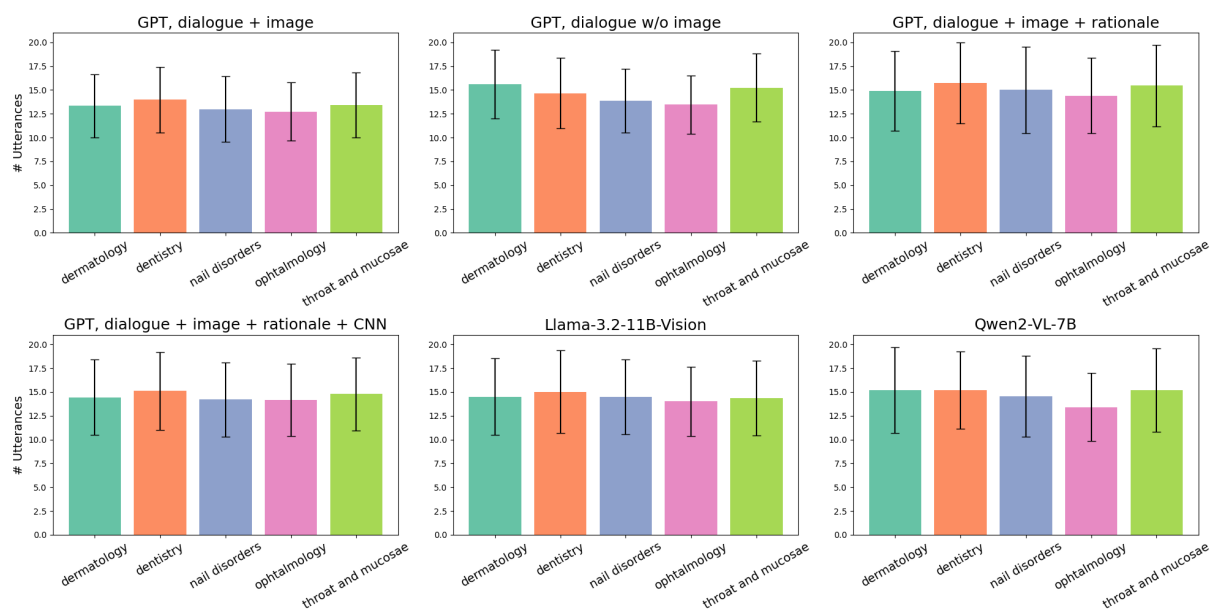 GPT, dialogue + image
# Utterances
20.0
17.5
15.0
12.5
10.0
7.5
5.0
2.5
0.0
dermatology
dentistry
nail disorders
ophtalmology
throat and mucosae
GPT, dialogue w/o image
20.0
17.5
15.0
12.5
10.0
7.5
5.0
2.5
0.0
dermatology
dentistry
nail disorders
ophtalmology
throat and mucosae
GPT, dialogue + image + rationale
20.0
17.5
15.0
12.5
10.0
7.5
5.0
2.5
0.0
dermatology
dentistry
nail disorders
ophtalmology
throat and mucosae
GPT, dialogue + image + rationale + CNN
# Utterances
20.0
17.5
15.0
12.5
10.0
7.5
5.0
2.5
0.0
dermatology
dentistry
nail disorders
ophtalmology
throat and mucosae
Llama-3.2-11B-Vision
20.0
17.5
15.0
12.5
10.0
7.5
5.0
2.5
0.0
dermatology
dentistry
nail disorders
ophtalmology
throat and mucosae
Qwen2-VL-7B
20.0
17.5
15.0
12.5
10.0
7.5
5.0
2.5
0.0
dermatology
dentistry
nail disorders
ophtalmology
throat and mucosae